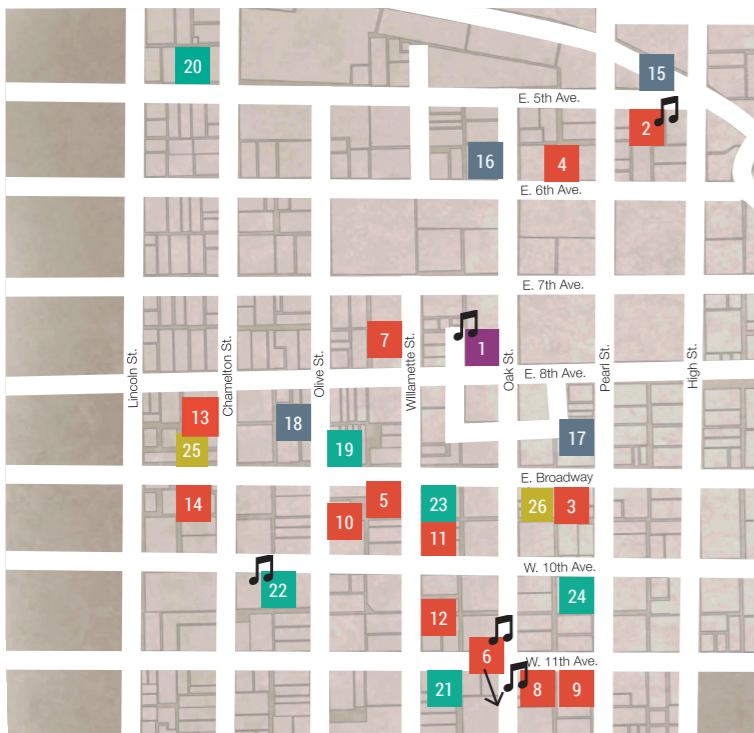 20
15
E. 5th Ave.
2
16
4
E. 6th Ave.
E. 7th Ave.
7
1
Lincoln St.
Charnelton St.
Olive St.
Willamette St.
Oak St.
E. 8th Ave.
Pearl St.
High St.
13
18
25
19
17
E. Broadway
14
10
5
23
11
26
3
W. 10th Ave.
22
24
12
6
W. 11th Ave.
21
8
9